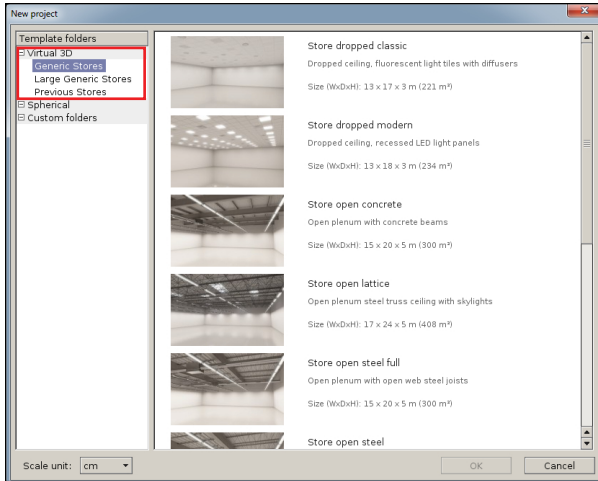 New project
Template folders
Virtual 3D
Generic Stores
Large Generic Stores
Previous Stores
Spherical
Custom folders
Store dropped classic
Dropped ceiling, fluorescent light tiles with diffusers
Size (WxDxH): 13 x 17 x 3 m (221 m²)
Store dropped modern
Dropped ceiling, recessed LED light panels
Size (WxDxH): 13 x 18 x 3 m (234 m²)
Store open concrete
Open plenum with concrete beams
Size (WxDxH): 15 x 20 x 5 m (300 m²)
Store open lattice
Open plenum steel truss ceiling with skylights
Size (WxDxH): 17 x 24 x 5 m (408 m²)
Store open steel full
Open plenum with open web steel joists
Size (WxDxH): 15 x 20 x 5 m (300 m²)
Store open steel
Scale unit: cm
OK
Cancel